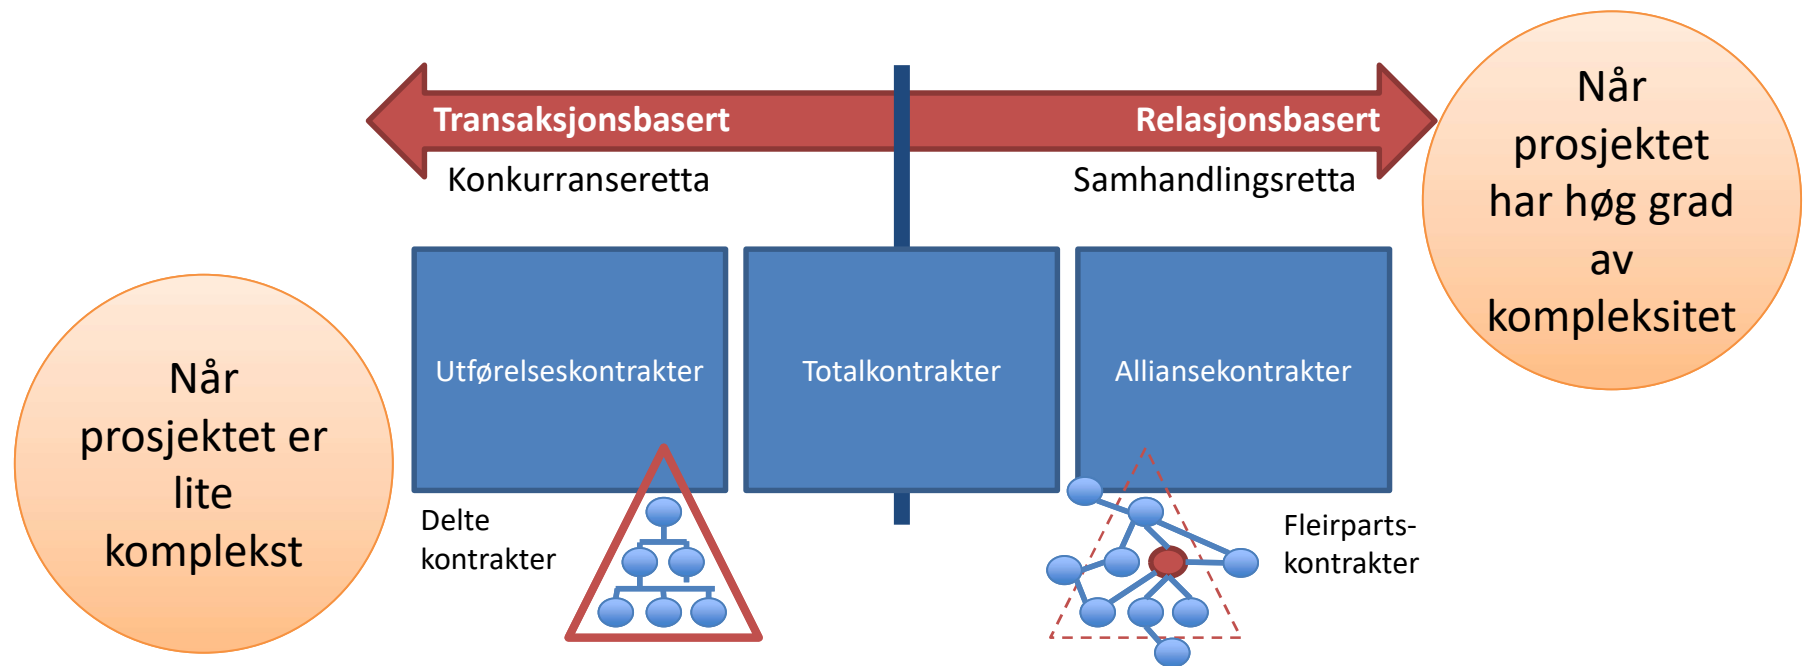 Transaksjonsbasert
Relasjonsbasert
Konkurranseretta
Samhandlingsretta
Når
prosjektet
har høg grad
av
kompleksitet
Når
prosjektet er
lite
komplekst
Utførelseskontrakter
Totalkontrakter
Alliansekontrakter
Delte
kontrakter
Fleirparts-
kontrakter